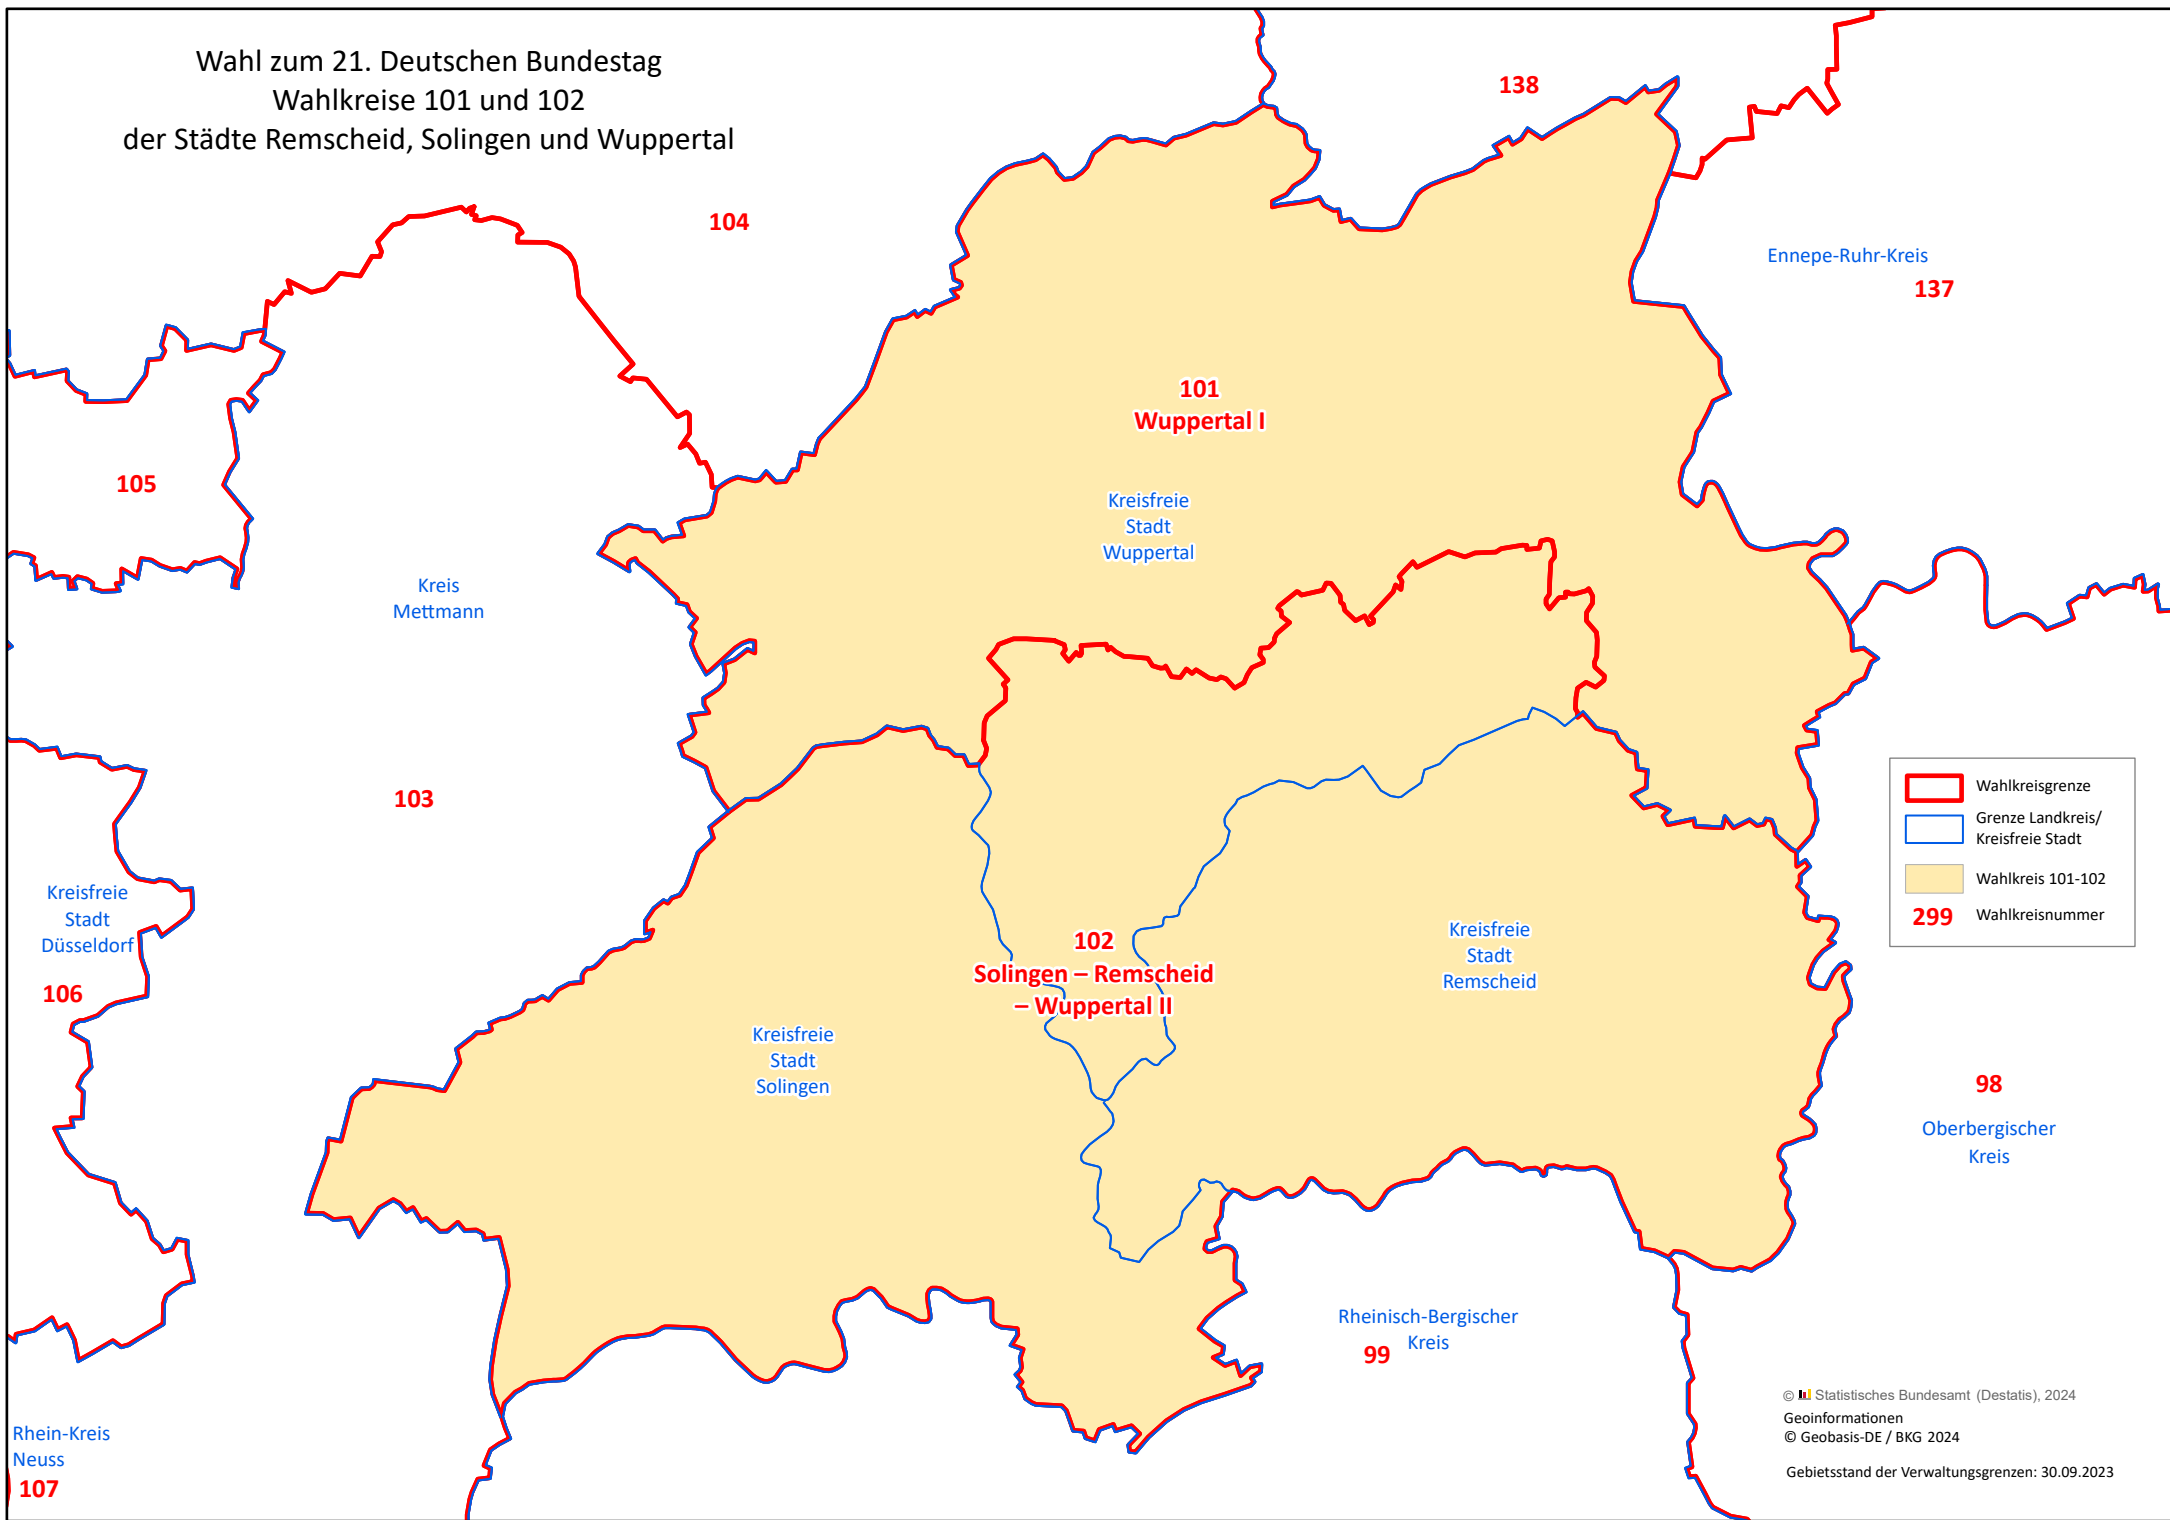 Wahl zum 21. Deutschen Bundestag
Wahlkreise 101 und 102
der Städte Remscheid, Solingen und Wuppertal
138
104
Ennepe-Ruhr-Kreis
137
101
Wuppertal I
105
Kreisfreie
Stadt
Wuppertal
Kreis
Mettmann
103
Wahlkreisgrenze
Grenze Landkreis/
Kreisfreie Stadt
Wahlkreis 101-102
299 Wahlkreisnummer
Kreisfreie
Stadt
Düsseldorf
106
102
Solingen – Remscheid
– Wuppertal II
Kreisfreie
Stadt
Remscheid
Kreisfreie
Stadt
Solingen
98
Oberbergischer
Kreis
Rheinisch-Bergischer
Kreis
99
Rhein-Kreis
Neuss
107
© Statistisches Bundesamt (Destatis), 2024
Geoinformationen
© Geobasis-DE / BKG 2024
Gebietsstand der Verwaltungsgrenzen: 30.09.2023